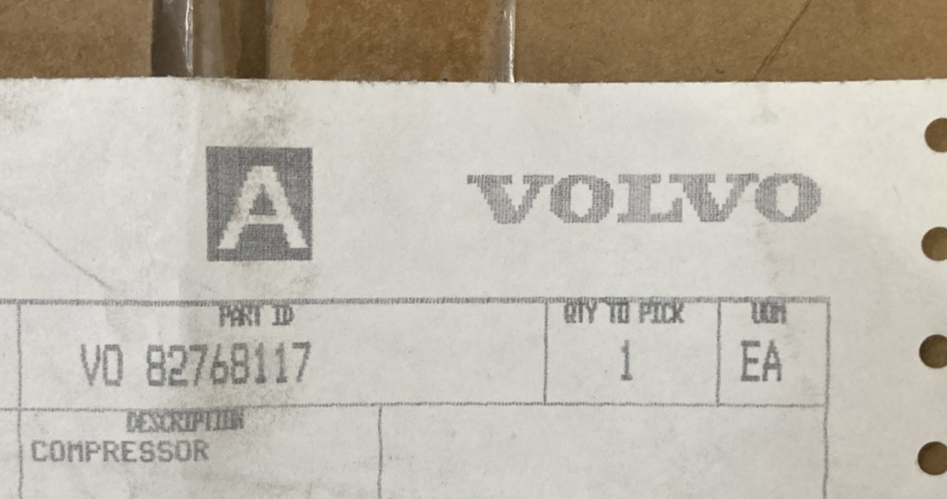 A VOLVO
PART ID QTY TO PICK UOM
VO 82768117 1 EA
DESCRIPTION
COMPRESSOR